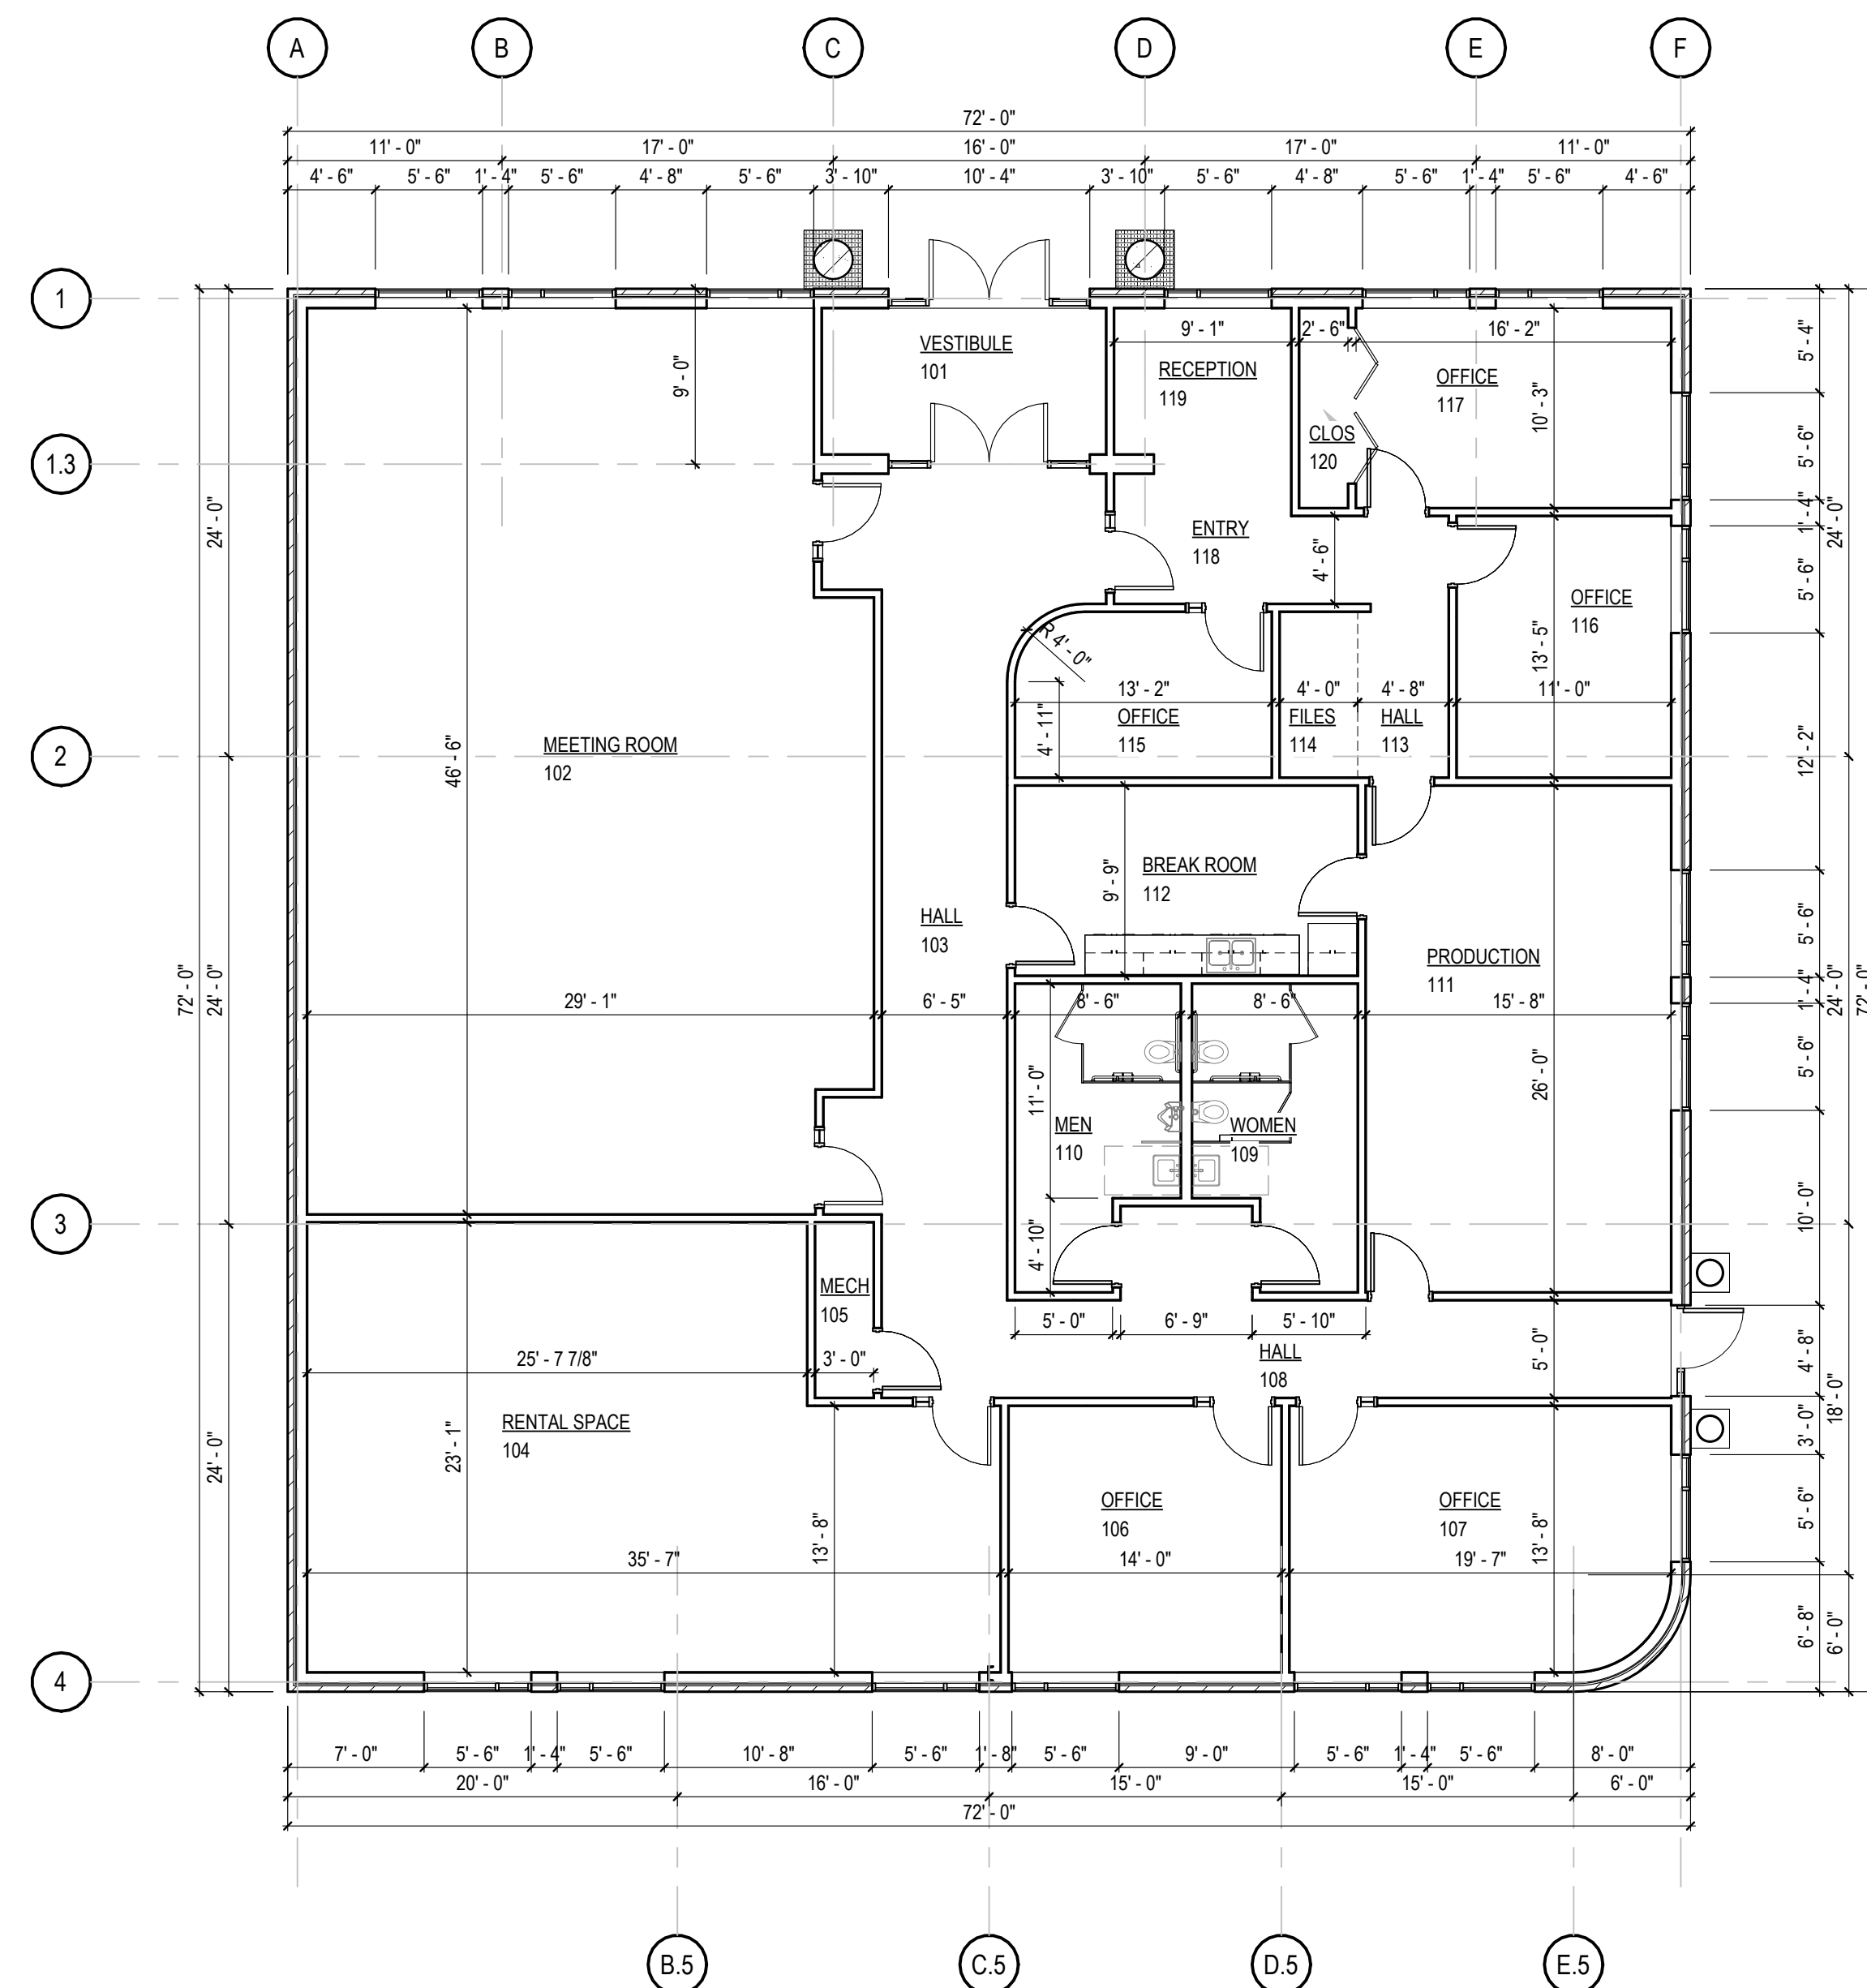 A B C D E F
72' - 0"
11' - 0" 17' - 0" 16' - 0" 17' - 0" 11' - 0"
4' - 6" 5' - 6" 1' - 4" 5' - 6" 4' - 8" 5' - 6" 3' - 10" 10' - 4" 3' - 10" 5' - 6" 4' - 8" 5' - 6" 1' - 4" 5' - 6" 4' - 6"
1
9' - 1" 2' - 6" 16' - 2"
5' - 4"
VESTIBULE
101
9' - 0"
RECEPTION
119
OFFICE
117
10' - 3"
CLOS
120
5' - 6"
1.3
24' - 0"
1' - 4"
24' - 0"
ENTRY
118
4' - 6"
5' - 6"
OFFICE
116
R 4' - 0"
13' - 5"
13' - 2" 4' - 0" 4' - 8" 11' - 0"
4' - 11"
OFFICE
115
FILES
114
HALL
113
2
46' - 6"
MEETING ROOM
102
12' - 2"
BREAK ROOM
112
9' - 9"
HALL
103
5' - 6"
PRODUCTION
111
72' - 0"
24' - 0"
1' - 4"
24' - 0"
72' - 0"
29' - 1" 6' - 5" 8' - 6" 8' - 6" 15' - 8"
5' - 6"
11' - 0"
26' - 0"
MEN
110
WOMEN
109
3
4' - 10"
10' - 0"
MECH
105
5' - 0" 6' - 9" 5' - 10"
25' - 7 7/8" 3' - 0"
HALL
108
5' - 0"
4' - 8"
18' - 0"
RENTAL SPACE
104
23' - 1"
24' - 0"
3' - 0"
OFFICE
106
OFFICE
107
13' - 8"
13' - 8"
5' - 6"
35' - 7" 14' - 0" 19' - 7"
6' - 8"
6' - 0"
4
7' - 0" 5' - 6" 1' - 4" 5' - 6" 10' - 8" 5' - 6" 1' - 8" 5' - 6" 9' - 0" 5' - 6" 1' - 4" 5' - 6" 8' - 0"
20' - 0" 16' - 0" 15' - 0" 15' - 0" 6' - 0"
72' - 0"
B.5 C.5 D.5 E.5